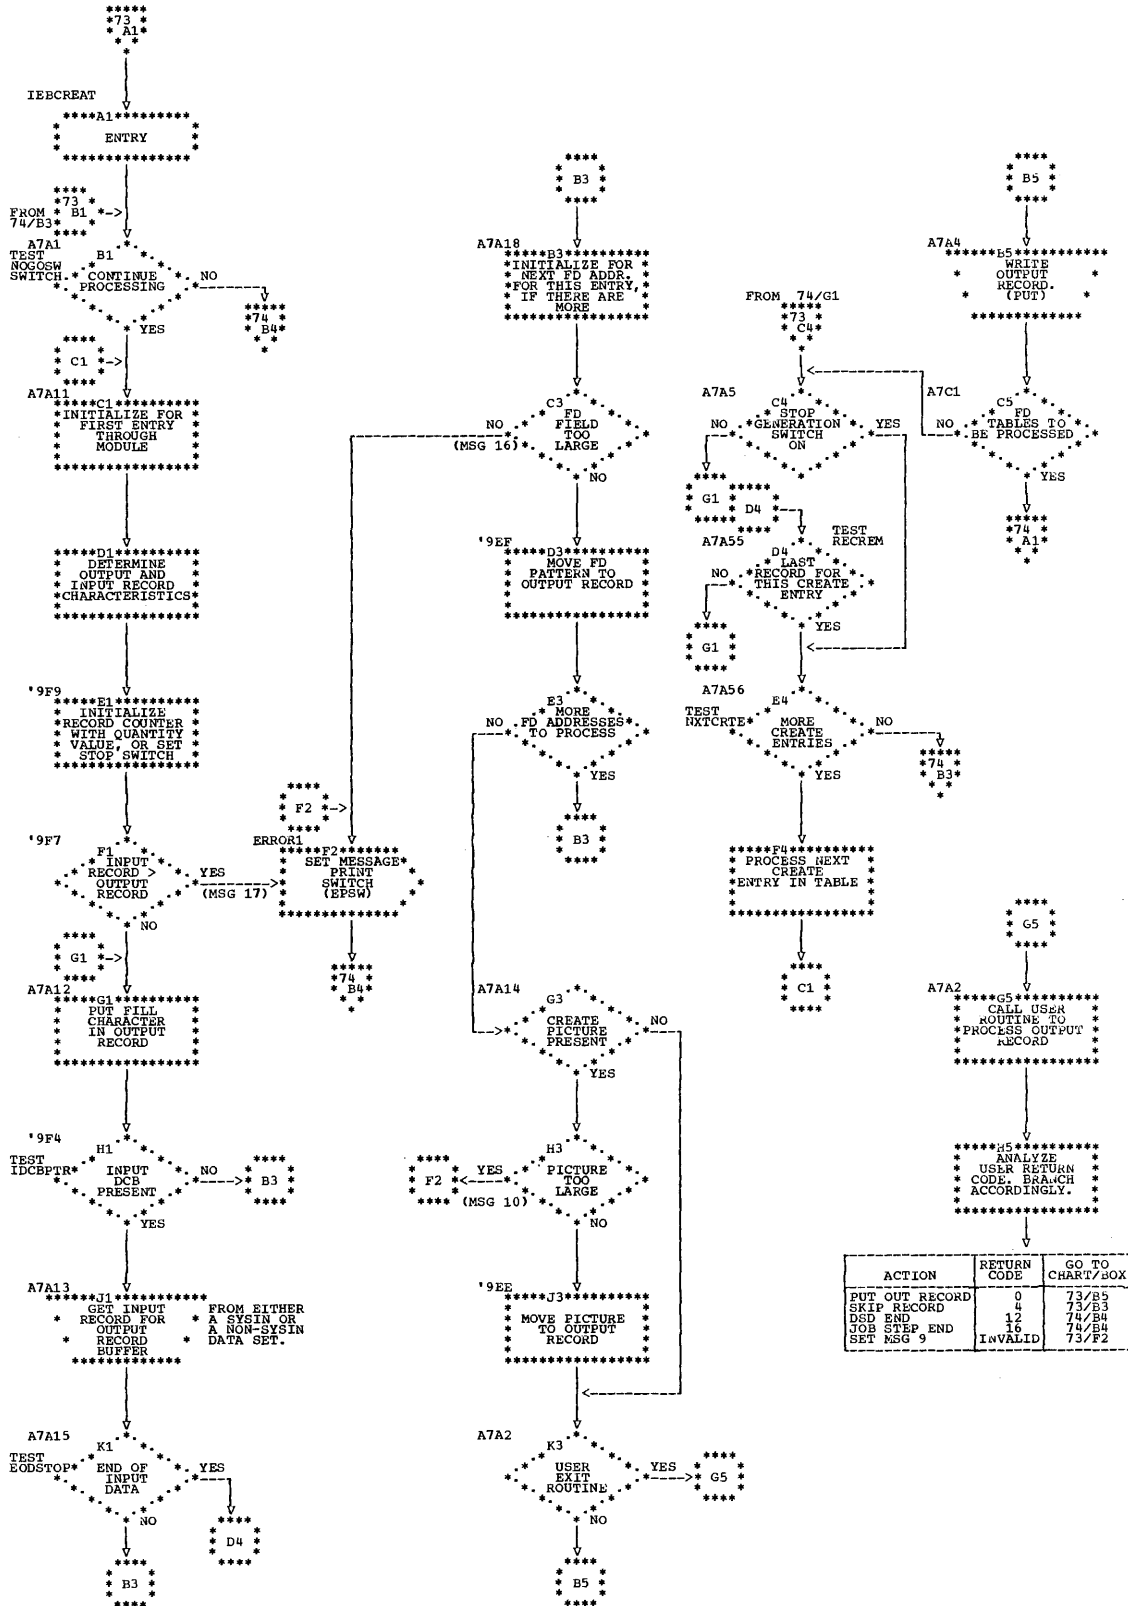 73
A1
IEBCREAT
A1
ENTRY
73
B1
FROM
74/B3
A7A1
TEST
NOGOSW
SWITCH.
B1
CONTINUE
PROCESSING
NO
74
B4
YES
C1
A7A11
C1
INITIALIZE FOR
FIRST ENTRY
THROUGH
MODULE
D1
DETERMINE
OUTPUT AND
INPUT RECORD
CHARACTERISTICS
'9F9
E1
INITIALIZE
RECORD COUNTER
WITH QUANTITY
VALUE, OR SET
STOP SWITCH
'9F7
F1
INPUT
RECORD >
OUTPUT
RECORD
YES
(MSG 17)
NO
G1
A7A12
G1
PUT FILL
CHARACTER
IN OUTPUT
RECORD
'9F4
TEST
IDCBPTR
H1
INPUT
DCB
PRESENT
NO
B3
YES
A7A13
J1
GET INPUT
RECORD FOR
OUTPUT
RECORD
BUFFER
FROM EITHER
A SYSIN OR
A NON-SYSIN
DATA SET.
A7A15
TEST
EODSTOP
K1
END OF
INPUT
DATA
YES
D4
NO
B3
F2
ERROR1
F2
SET MESSAGE
PRINT
SWITCH
(EPSW)
74
B4
B3
A7A18
B3
INITIALIZE FOR
NEXT FD ADDR.
FOR THIS ENTRY,
IF THERE ARE
MORE
C3
FD
FIELD
TOO
LARGE
NO
(MSG 16)
NO
'9EF
D3
MOVE FD
PATTERN TO
OUTPUT RECORD
E3
MORE
FD ADDRESSES
TO PROCESS
NO
YES
B3
A7A14
G3
CREATE
PICTURE
PRESENT
NO
YES
H3
PICTURE
TOO
LARGE
YES
(MSG 10)
F2
NO
'9EE
J3
MOVE PICTURE
TO OUTPUT
RECORD
A7A2
K3
USER
EXIT
ROUTINE
YES
G5
NO
B5
FROM 74/G1
73
C4
A7A5
C4
STOP
GENERATION
SWITCH
ON
NO
YES
G1
D4
A7A55
TEST
RECREM
D4
LAST
RECORD FOR
THIS CREATE
ENTRY
NO
G1
YES
A7A56
TEST
NXTCRTE
E4
MORE
CREATE
ENTRIES
NO
74
B3
YES
F4
PROCESS NEXT
CREATE
ENTRY IN TABLE
C1
B5
A7A4
B5
WRITE
OUTPUT
RECORD.
(PUT)
A7C1
C5
FD
TABLES TO
BE PROCESSED
NO
YES
74
A1
G5
A7A2
G5
CALL USER
ROUTINE TO
PROCESS OUTPUT
RECORD
H5
ANALYZE
USER RETURN
CODE. BRANCH
ACCORDINGLY.
ACTION RETURN CODE GO TO CHART/BOX
PUT OUT RECORD 0 73/B5
SKIP RECORD 4 73/B3
DSD END 12 74/B4
JOB STEP END 16 74/B4
SET MSG 9 INVALID 73/F2